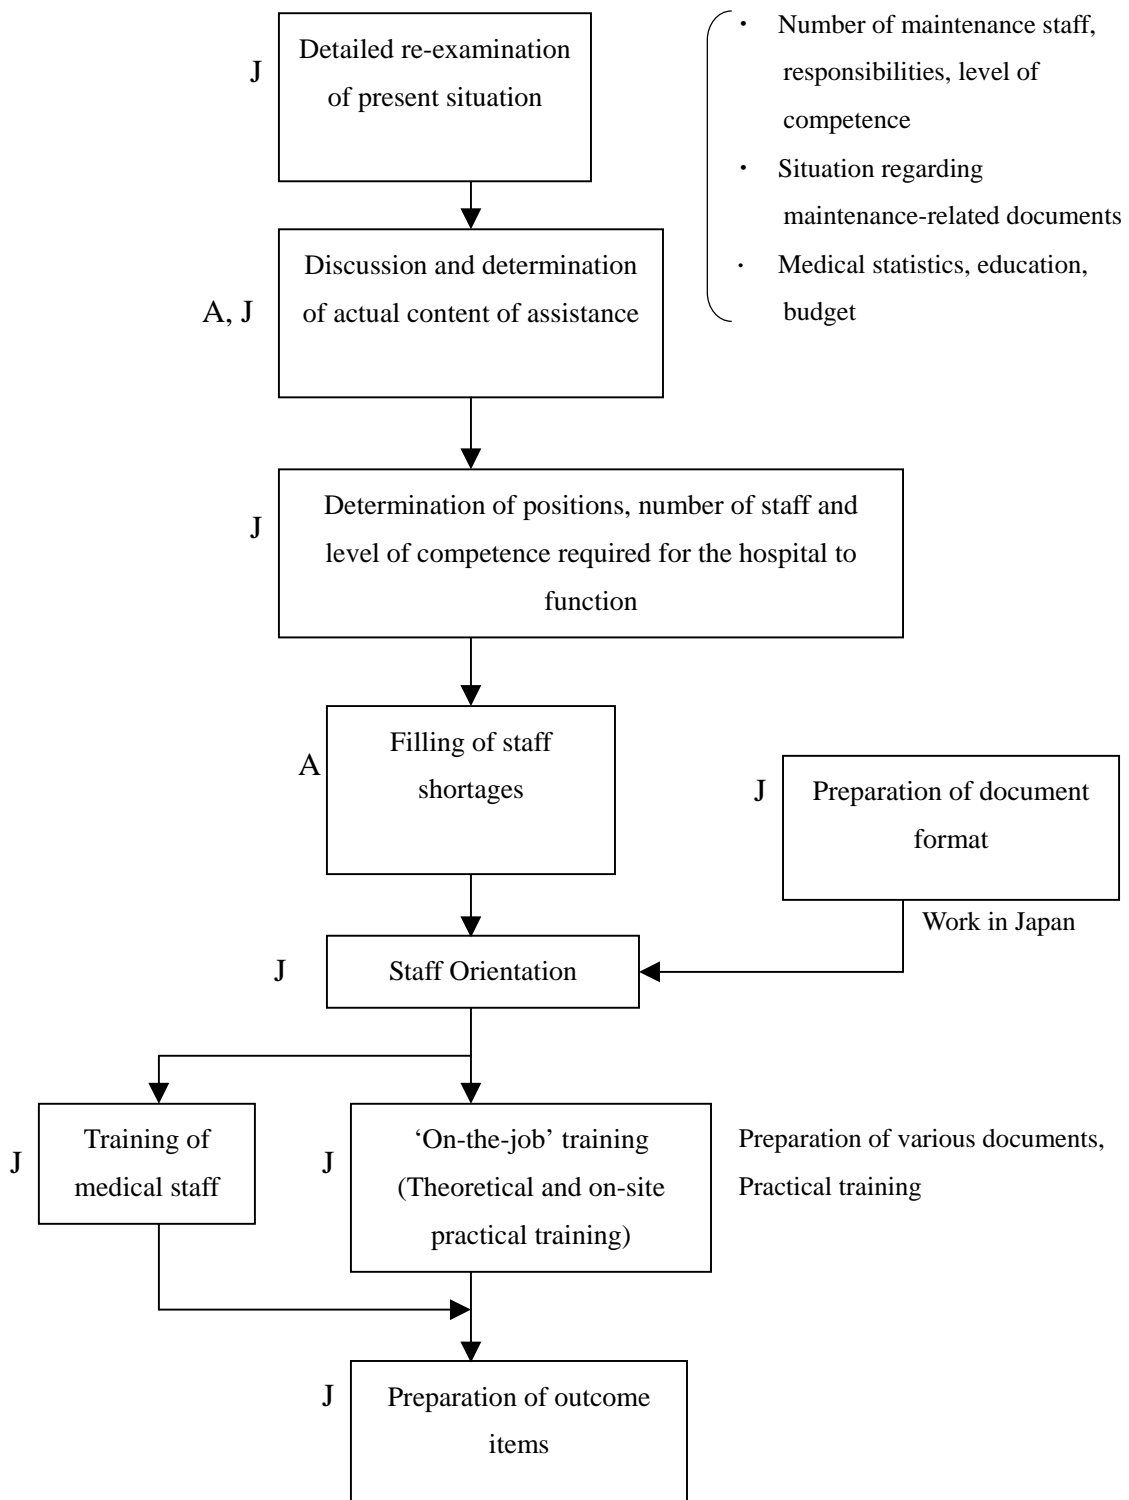 J
Detailed re-examination
of present situation
・ Number of maintenance staff,
responsibilities, level of
competence
・ Situation regarding
maintenance-related documents
・ Medical statistics, education,
budget
A, J
Discussion and determination
of actual content of assistance
J
Determination of positions, number of staff and
level of competence required for the hospital to
function
A
Filling of staff
shortages
J
Preparation of document
format
Work in Japan
J
Staff Orientation
J
Training of
medical staff
J
‘On-the-job’ training
(Theoretical and on-site
practical training)
Preparation of various documents,
Practical training
J
Preparation of outcome
items